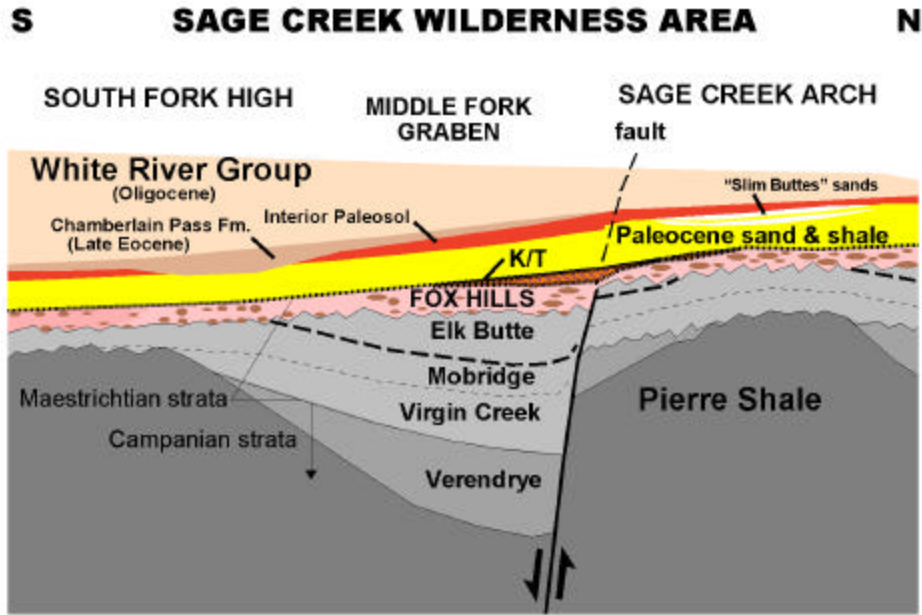 S SAGE CREEK WILDERNESS AREA N
SOUTH FORK HIGH
MIDDLE FORK
GRABEN
SAGE CREEK ARCH
fault
White River Group
(Oligocene)
"Slim Buttes" sands
Chamberlain Pass Fm.
(Late Eocene)
Interior Paleosol
Paleocene sand & shale
K/T
FOX HILLS
Elk Butte
Mobridge
Maestrichtian strata
Virgin Creek
Pierre Shale
Campanian strata
Verendrye